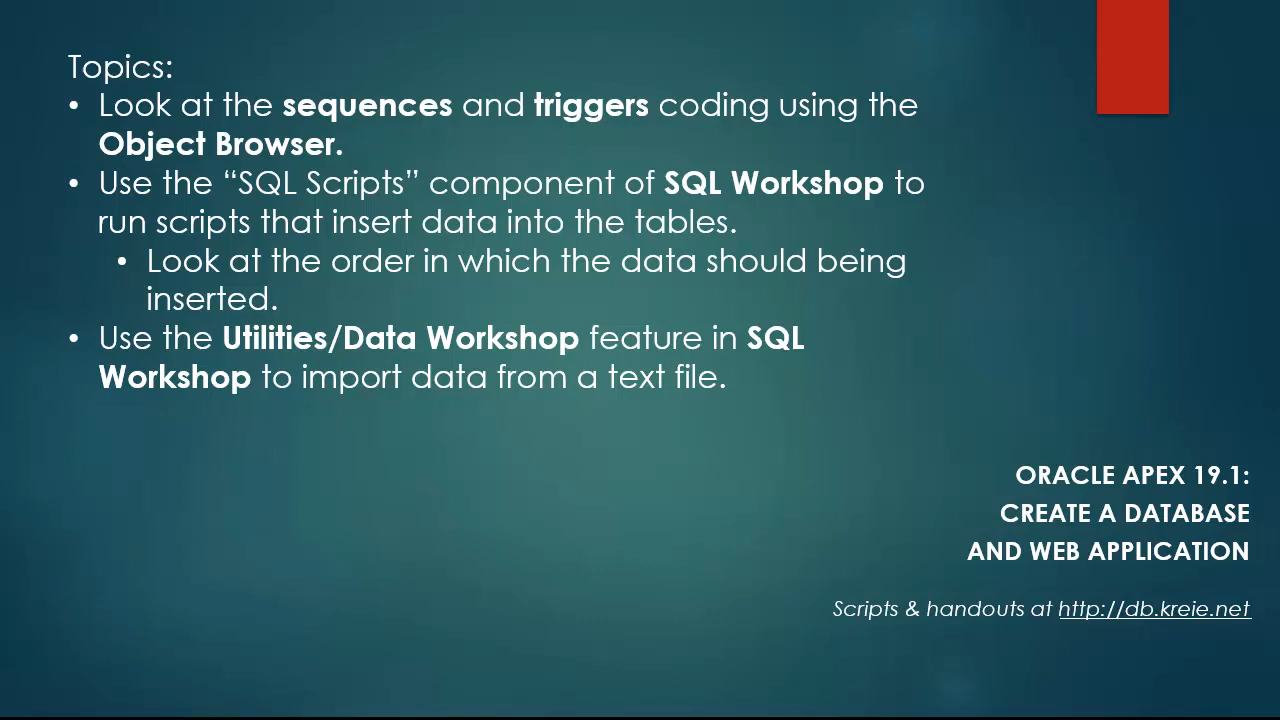 Topics:
• Look at the sequences and triggers coding using the
Object Browser.
• Use the “SQL Scripts” component of SQL Workshop to
run scripts that insert data into the tables.
• Look at the order in which the data should being
inserted.
• Use the Utilities/Data Workshop feature in SQL
Workshop to import data from a text file.
ORACLE APEX 19.1:
CREATE A DATABASE
AND WEB APPLICATION
Scripts & handouts at http://db.kreie.net